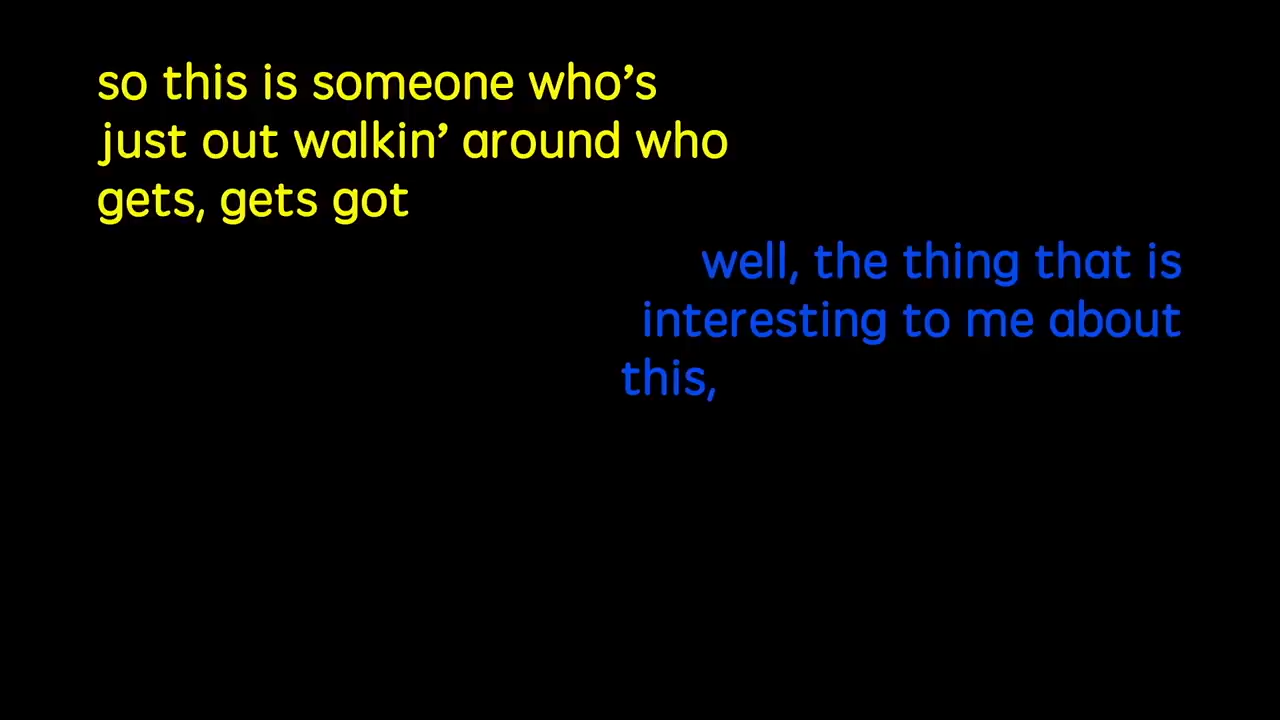 so this is someone who’s
just out walkin’ around who
gets, gets got
well, the thing that is
interesting to me about
this,